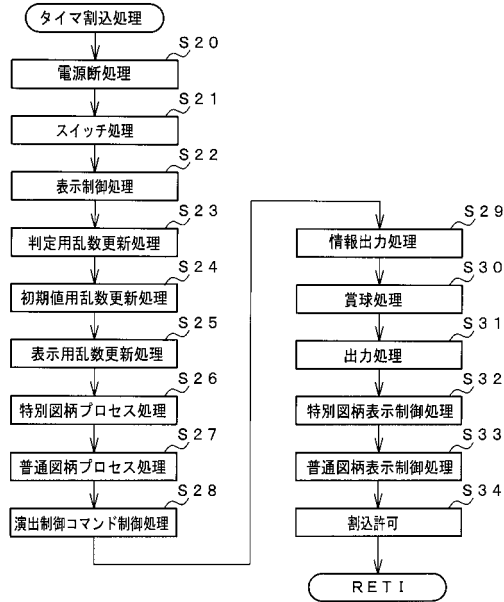 タイマ割込処理
S20
電源断処理
S21
スイッチ処理
S22
表示制御処理
S23
判定用乱数更新処理
S24
初期値用乱数更新処理
S25
表示用乱数更新処理
S26
特別図柄プロセス処理
S27
普通図柄プロセス処理
S28
演出制御コマンド制御処理
S29
情報出力処理
S30
賞球処理
S31
出力処理
S32
特別図柄表示制御処理
S33
普通図柄表示制御処理
S34
割込許可
RETI